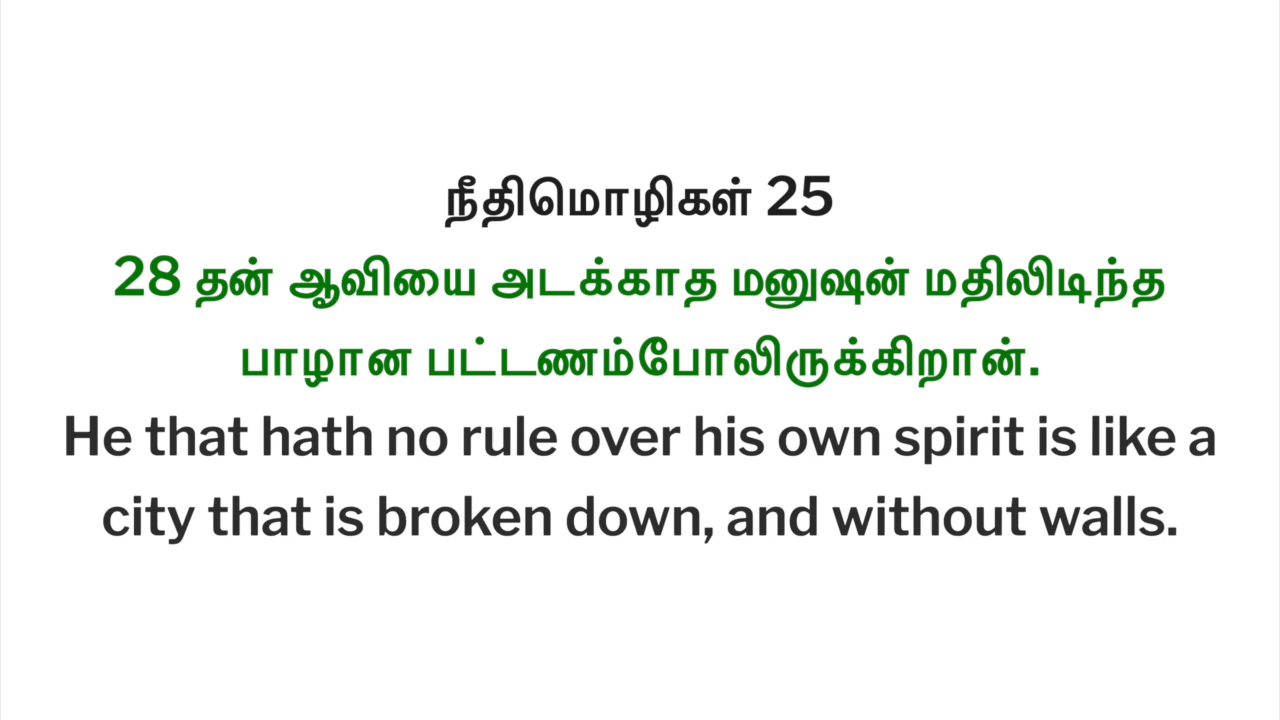 நீதிமொழிகள் 25
28 தன் ஆவியை அடக்காத மனுஷன் மதிலிடிந்த
பாழான பட்டணம்போலிருக்கிறான்.
He that hath no rule over his own spirit is like a
city that is broken down, and without walls.